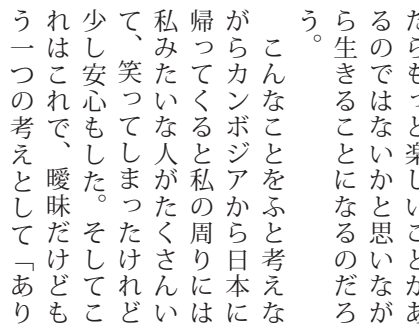 だらもっと楽しいことがあ
るのではないかと思いなが
ら生きることになるのだろ
う。
こんなことをふと考えな
がらカンボジアから日本に
帰ってくると私の周りには
私みたいな人がたくさんい
て、笑ってしまったけれど
少し安心もした。そしてこ
れはこれで、曖昧だけども
う一つの考えとして「あり